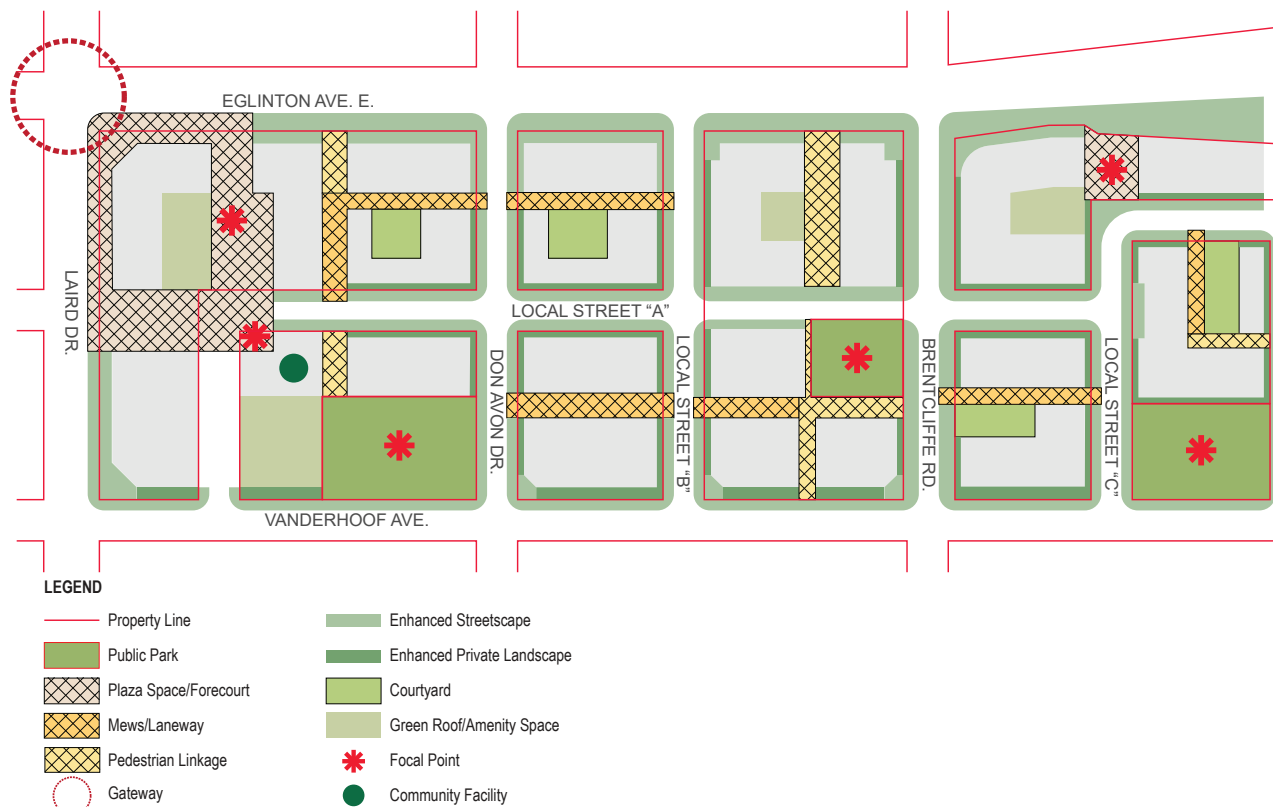 EGLINTON AVE. E.
LAIRD DR.
LOCAL STREET “A”
DON AVON DR.
LOCAL STREET “B”
BRENTCLIFFE RD.
LOCAL STREET “C”
VANDERHOOF AVE.
LEGEND
Property Line
Public Park
Plaza Space/Forecourt
Mews/Laneway
Pedestrian Linkage
Gateway
Enhanced Streetscape
Enhanced Private Landscape
Courtyard
Green Roof/Amenity Space
Focal Point
Community Facility